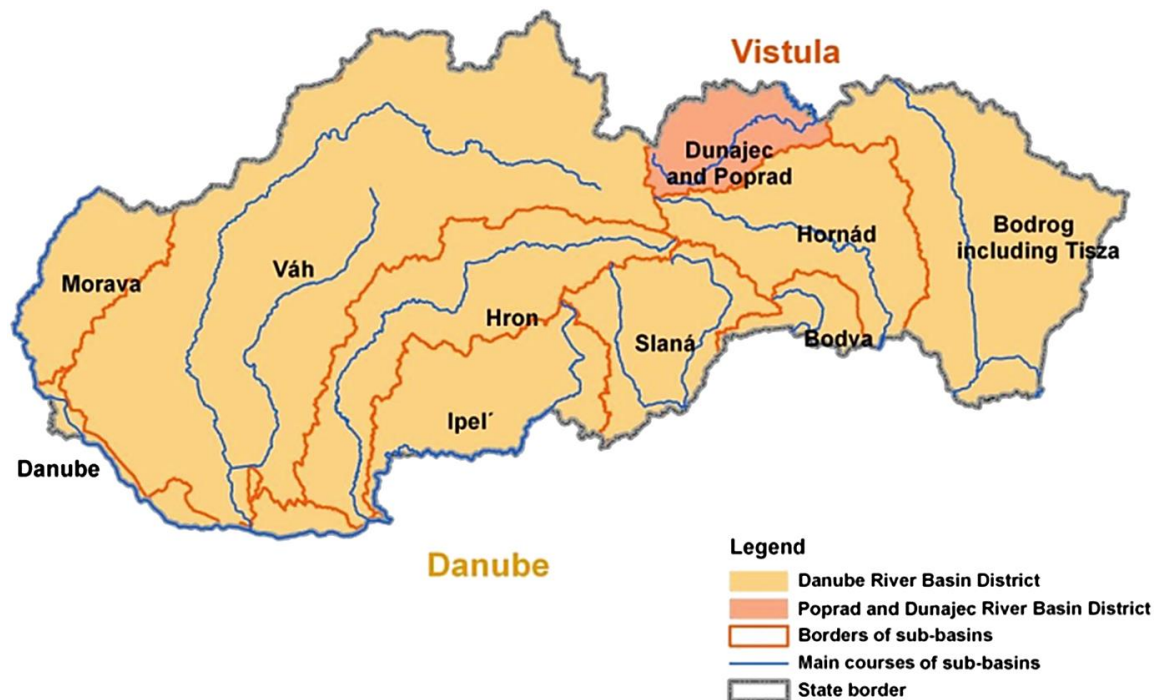 Vistula
Dunajec
and Poprad
Bodrog
including Tisza
Hornád
Morava
Váh
Hron
Slaná
Bodva
Ipel´
Danube
Danube
Legend
Danube River Basin District
Poprad and Dunajec River Basin District
Borders of sub-basins
Main courses of sub-basins
State border